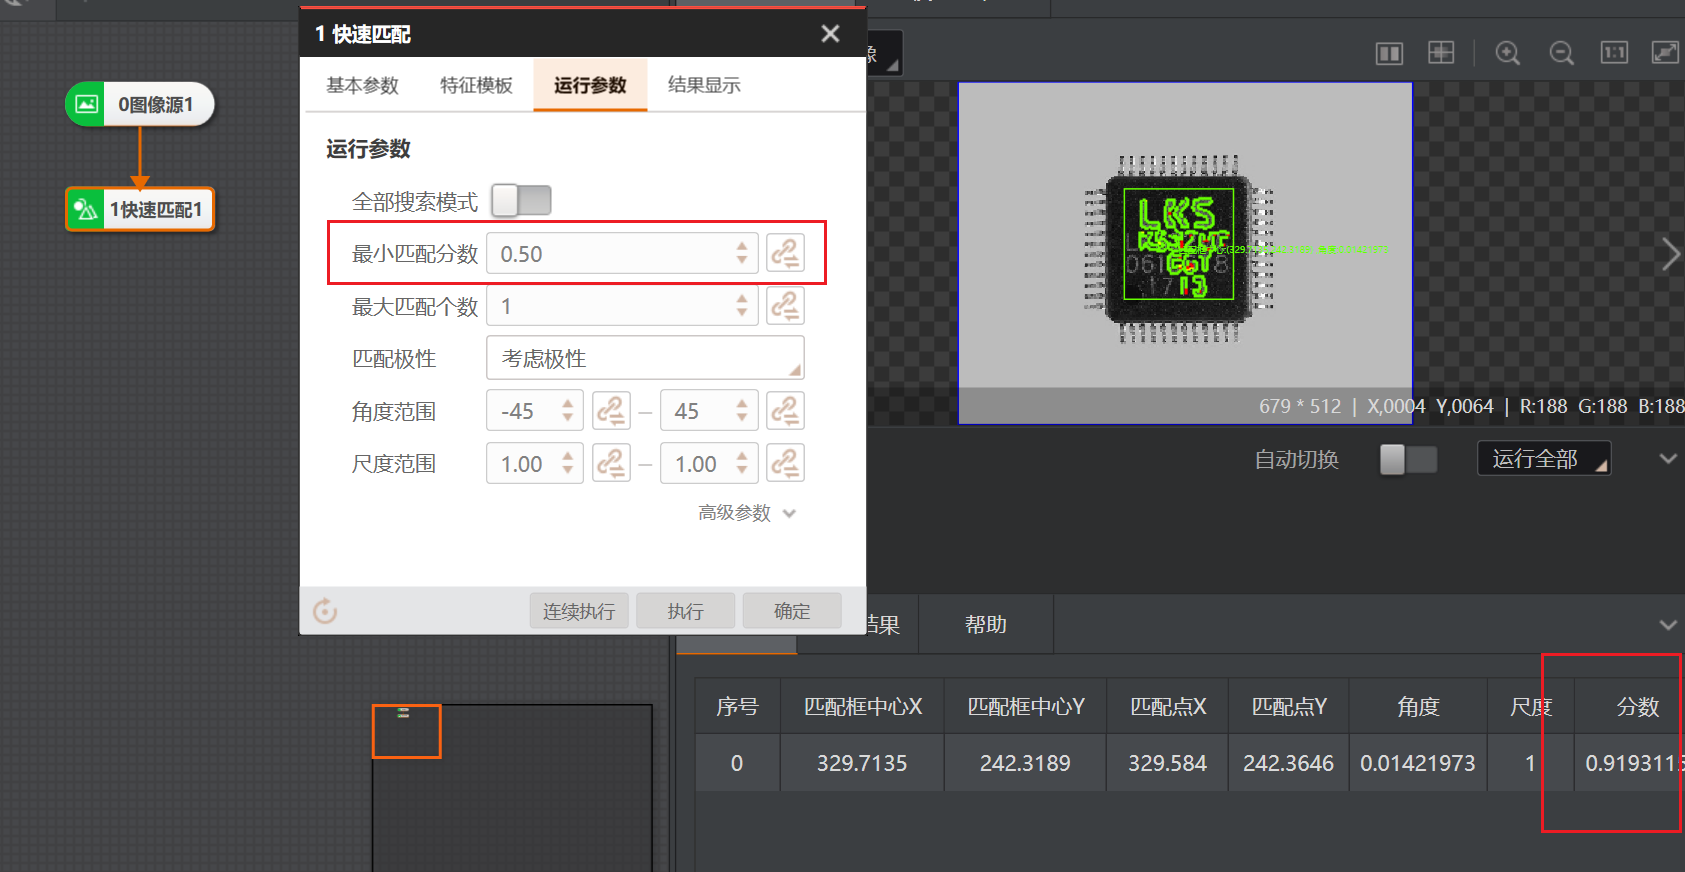 1 快速匹配
基本参数 特征模板 运行参数 结果显示
运行参数
全部搜索模式
最小匹配分数 0.50
最大匹配个数 1
匹配极性 考虑极性
角度范围 -45 – 45
尺度范围 1.00 – 1.00
高级参数
连续执行 执行 确定
0图像源1
1快速匹配1
像
LKS
679 * 512 | X,0004 Y,0064 | R:188 G:188 B:188
自动切换 运行全部
结果 帮助
序号 匹配框中心X 匹配框中心Y 匹配点X 匹配点Y 角度 尺度 分数
0 329.7135 242.3189 329.584 242.3646 0.01421973 1 0.919311